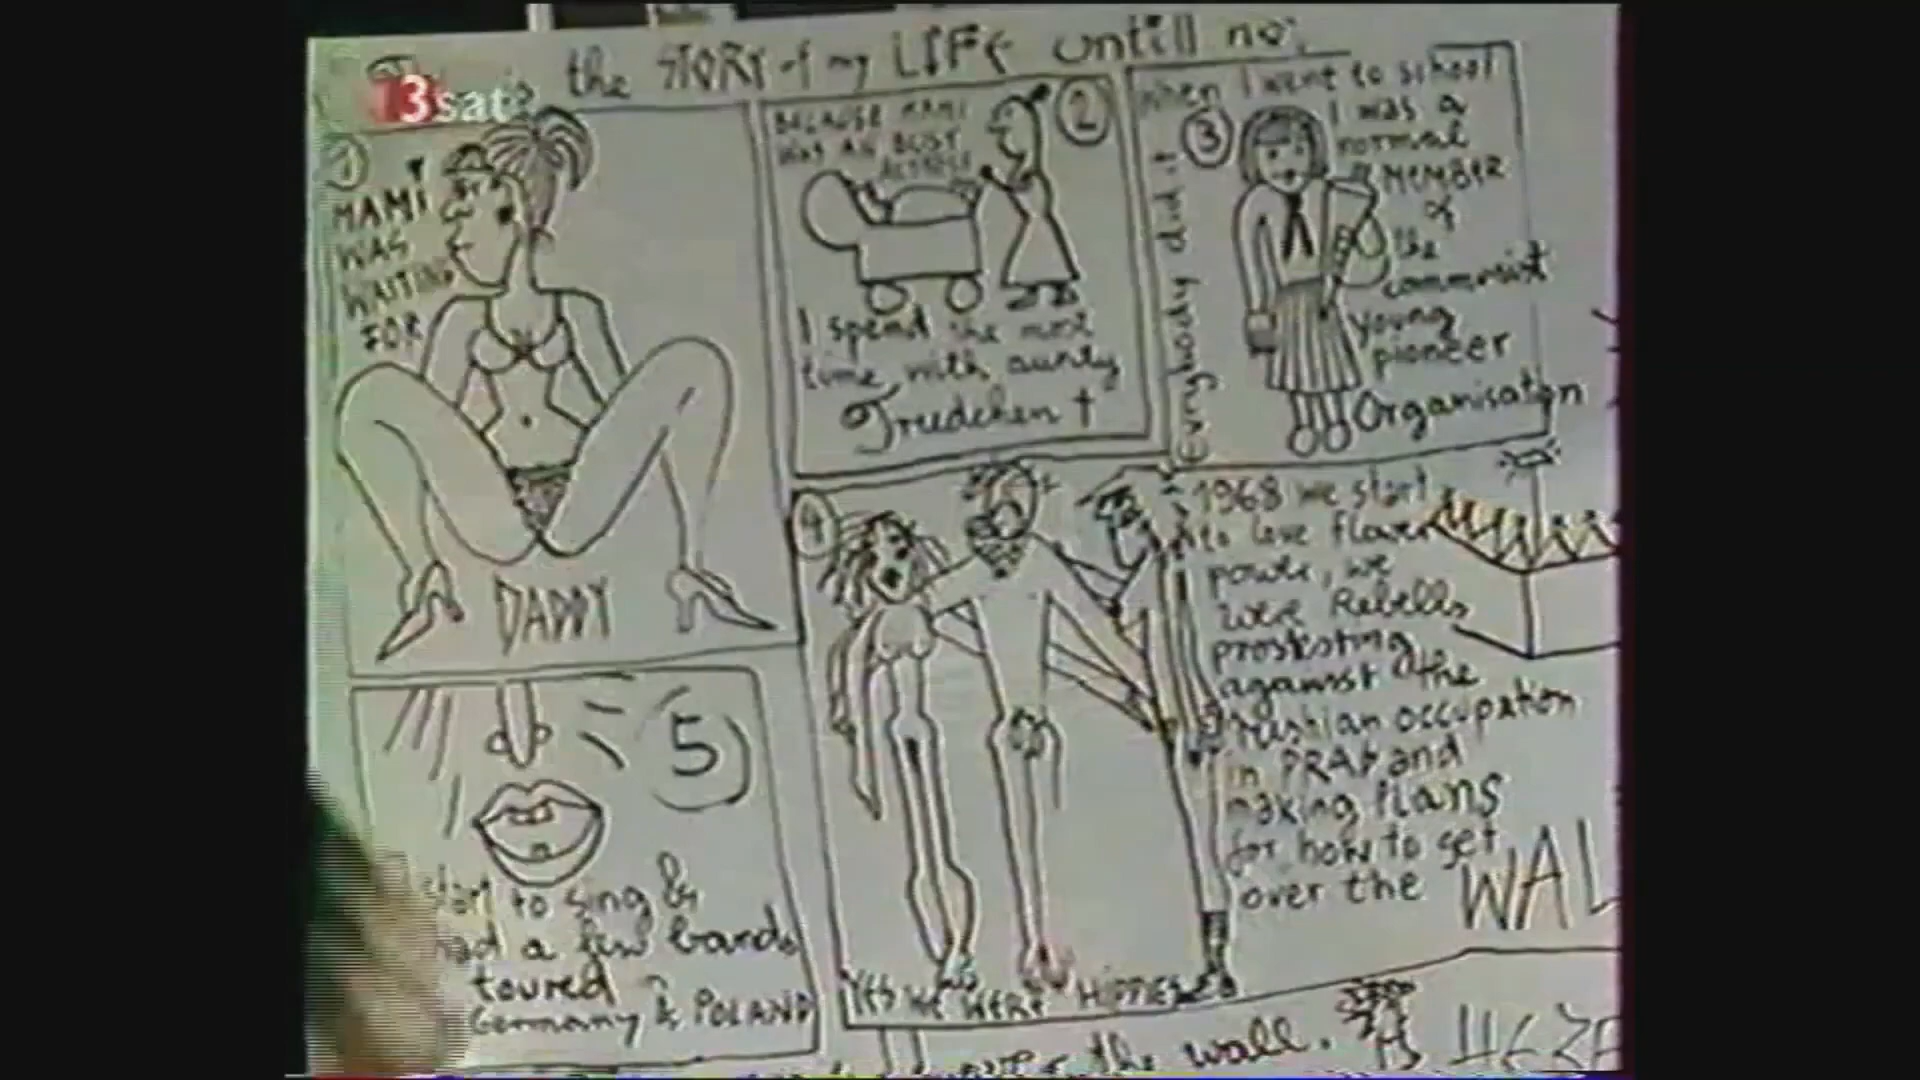 3sat
the STORY of my LIFE untill no
1
MAMi
WAS
WAITING
FOR
DADDY
BECAUSE MAMI
WAS AN BUSY
2
I spend the most
time with aunty
Truedchen †
When I went to school
3
I was a
normal
MEMBER
of
the
communist
young
pioneer
Organisation
Everybody did it
4
1968 we start
to love flower
power, we
were Rebells
prostesting
against the
Russhian occupation
in PRAG and
making Plans
for how to get
over the WAL
YES WE WERE HIPPIES
5
start to sing &
had a few bands
toured
Germany & POLAND
the wall.